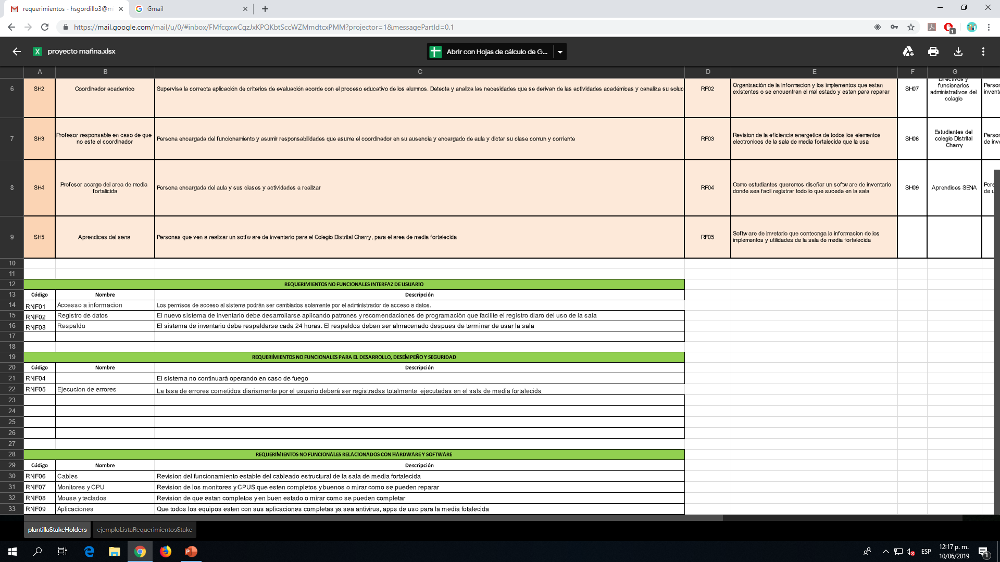 requerimientos - hsgordillo3@m
Gmail
https://mail.google.com/mail/u/0/#inbox/FMfcgxwCgzJxKPQKbtSccWZMmdtcxPMM?projector=1&messagePartId=0.1
1
proyecto mañna.xlsx
Abrir con Hojas de cálculo de G...
A B C D E F G
6 SH2 Coordinador academico Supervisa la correcta aplicación de criterios de evaluación acorde con el proceso educativo de los alumnos. Detecta y analiza las necesidades que se derivan de las actividades académicas y canaliza su soluc RF02 Organización de la informacion y los implementos que estan existentes o se encuentran el mal estado y estan para reparar SH07 Directivos y funcionarios administrativos del colagio Person inventa
7 SH3 Profesor responsable en caso de que no este el coordinador Persona encargada del funcionamiento y asumir responsabilidades que asume el coordinador en su ausencia y encargado de aula y dictar su clase comun y corriente RF03 Revision de la eficiencia energetica de todos los elementos electronicos de la sala de media fortalecida que la usa SH08 Estudiantes del colegio Distrital Charry Person de inve
8 SH4 Profesor acargo del area de media fortalicida Persona encargada del aula y sus clases y actividades a realizar RF04 Como estudiantes queremos diseñar un softw are de inventario donde sea facil registrar todo lo que sucede en la sala SH09 Aprendices SENA Pers de u
9 SH5 Aprendices del sena Personas que ven a realizar un sotfw are de inventario para el Colegio Distrital Charry, para el area de media fortalecida RF05 Softw are de invetario que contecnga la informacion de los implementos y utilidades de la sala de media fortalecida
10
11
12 REQUERIMIENTOS NO FUNCIONALES INTERFAZ DE USUARIO
13 Código Nombre Descripción
14 RNF01 Accesso a informacion Los permisos de acceso al sistema podrán ser cambiados solamente por el administrador de acceso a datos.
15 RNF02 Registro de datos El nuevo sistema de inventario debe desarrollarse aplicando patrones y recomendaciones de programación que facilite el registro diaro del uso de la sala
16 RNF03 Respaldo El sistema de inventario debe respaldarse cada 24 horas. El respaldos deben ser almacenado despues de terminar de usar la sala
17
18
19 REQUERIMIENTOS NO FUNCIONALES PARA EL DESARROLLO, DESEMPEÑO Y SEGURIDAD
20 Código Nombre Descripción
21 RNF04 El sistema no continuará operando en caso de fuego
22 RNF05 Ejecucion de errores La tasa de errores cometidos diariamente por el usuario deberá ser registradas totalmente ejecutadas en el sala de media fortalecida
23
24
25
26
27
28 REQUERIMIENTOS NO FUNCIONALES RELACIONADOS CON HARDWARE Y SOFTWARE
29 Código Nombre Descripción
30 RNF06 Cables Revision del funcionamiento estable del cableado estructural de la sala de media fortalecida
31 RNF07 Monitores y CPU Revision de los monitores y CPUS que esten completos y buenos o mirar como se pueden reparar
32 RNF08 Mouse y teclados Revision de que estan completos y en buen estado o mirar como se pueden completar
33 RNF09 Aplicaciones Que todos los equipos esten con sus aplicaciones completas ya sea antivirus, apps de uso para la media fotalecida
plantillaStakeHolders ejemploListaRequerimientosStake
ESP
12:17 p. m.
10/06/2019
1